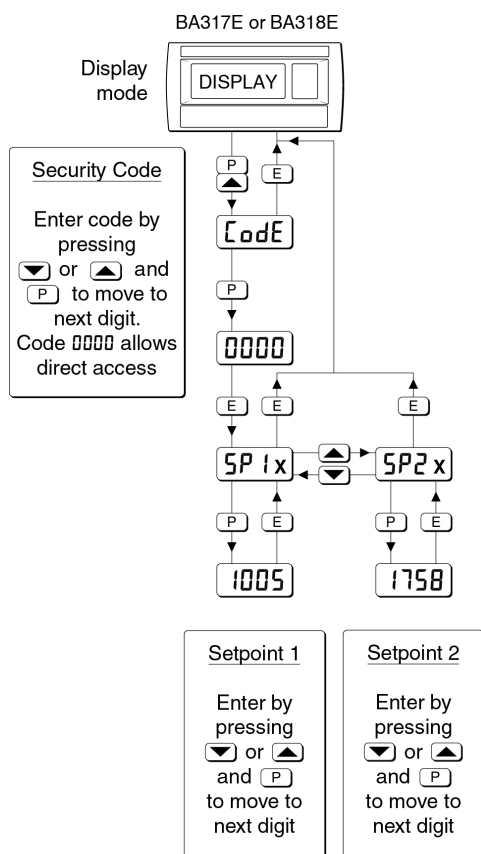 BA317E or BA318E
Display
mode
DISPLAY
P
E
CodE
Security Code
Enter code by
pressing
▼ or ▲ and
P to move to
next digit.
Code 0000 allows
direct access
P
0000
E E E
SP1x SP2x
P E P E
1005 1758
Setpoint 1
Enter by
pressing
▼ or ▲
and P
to move to
next digit
Setpoint 2
Enter by
pressing
▼ or ▲
and P
to move to
next digit